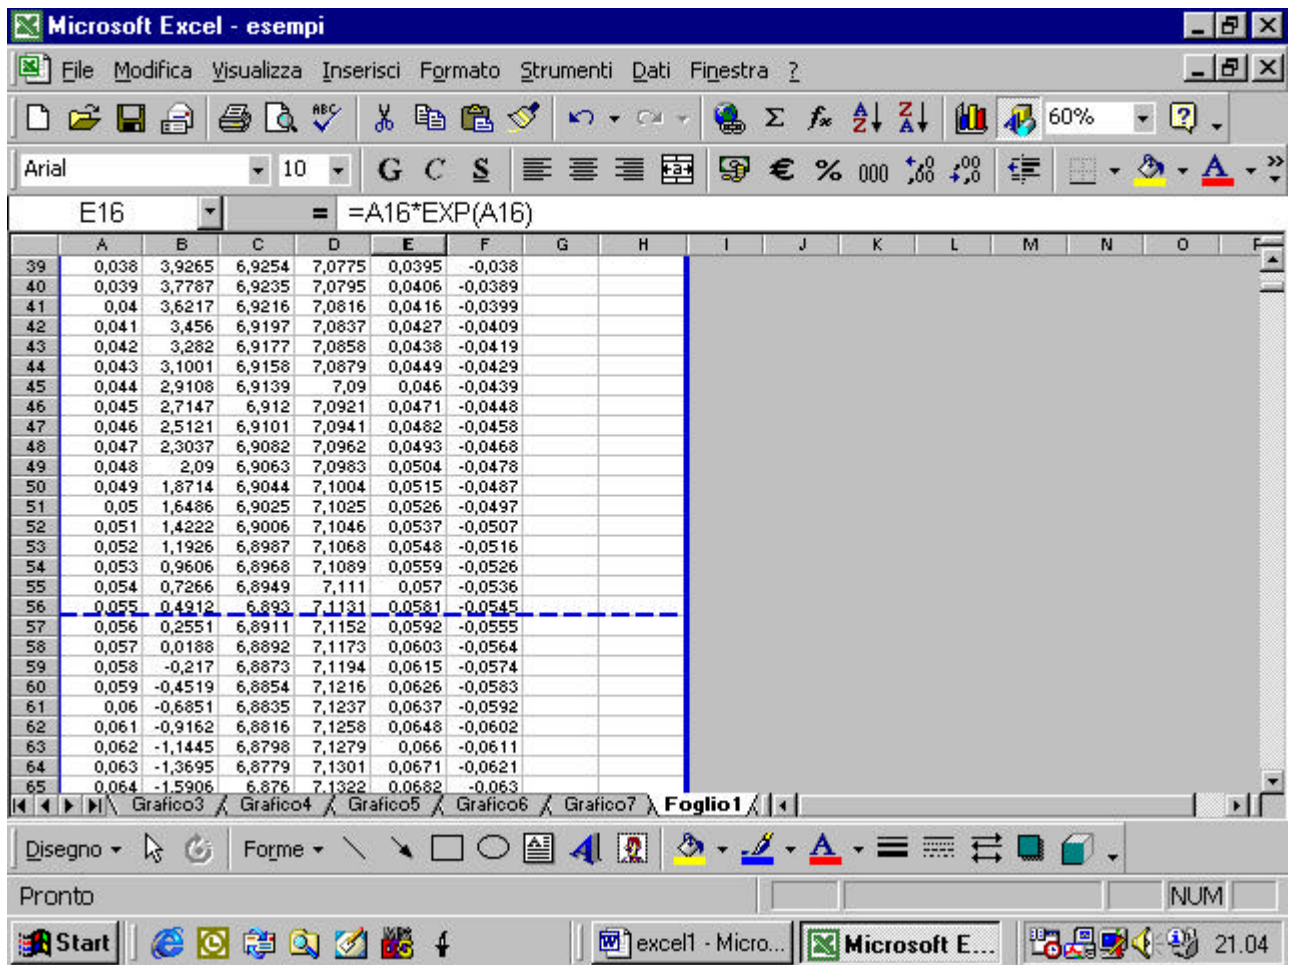 Microsoft Excel - esempi
File Modifica Visualizza Inserisci Formato Strumenti Dati Finestra ?
ABC Σ fx A Z Z A 60% ?
Arial 10 G C S a € % 000 ,00 ,0 ,00 ,0 A »
E16 = =A16*EXP(A16)
A B C D E F G H I J K L M N O P
39 0,038 3,9265 6,9254 7,0775 0,0395 -0,038
40 0,039 3,7787 6,9235 7,0795 0,0406 -0,0389
41 0,04 3,6217 6,9216 7,0816 0,0416 -0,0399
42 0,041 3,456 6,9197 7,0837 0,0427 -0,0409
43 0,042 3,282 6,9177 7,0858 0,0438 -0,0419
44 0,043 3,1001 6,9158 7,0879 0,0449 -0,0429
45 0,044 2,9108 6,9139 7,09 0,046 -0,0439
46 0,045 2,7147 6,912 7,0921 0,0471 -0,0448
47 0,046 2,5121 6,9101 7,0941 0,0482 -0,0458
48 0,047 2,3037 6,9082 7,0962 0,0493 -0,0468
49 0,048 2,09 6,9063 7,0983 0,0504 -0,0478
50 0,049 1,8714 6,9044 7,1004 0,0515 -0,0487
51 0,05 1,6486 6,9025 7,1025 0,0526 -0,0497
52 0,051 1,4222 6,9006 7,1046 0,0537 -0,0507
53 0,052 1,1926 6,8987 7,1068 0,0548 -0,0516
54 0,053 0,9606 6,8968 7,1089 0,0559 -0,0526
55 0,054 0,7266 6,8949 7,111 0,057 -0,0536
56 0,055 0,4912 6,893 7,1131 0,0581 -0,0545
57 0,056 0,2551 6,8911 7,1152 0,0592 -0,0555
58 0,057 0,0188 6,8892 7,1173 0,0603 -0,0564
59 0,058 -0,217 6,8873 7,1194 0,0615 -0,0574
60 0,059 -0,4519 6,8854 7,1216 0,0626 -0,0583
61 0,06 -0,6851 6,8835 7,1237 0,0637 -0,0592
62 0,061 -0,9162 6,8816 7,1258 0,0648 -0,0602
63 0,062 -1,1445 6,8798 7,1279 0,066 -0,0611
64 0,063 -1,3695 6,8779 7,1301 0,0671 -0,0621
65 0,064 -1,5906 6,876 7,1322 0,0682 -0,063
Grafico3 Grafico4 Grafico5 Grafico6 Grafico7 Foglio1
Disegno Forme A A A
Pronto NUM
Start excel1 - Micro... Microsoft E... 21.04